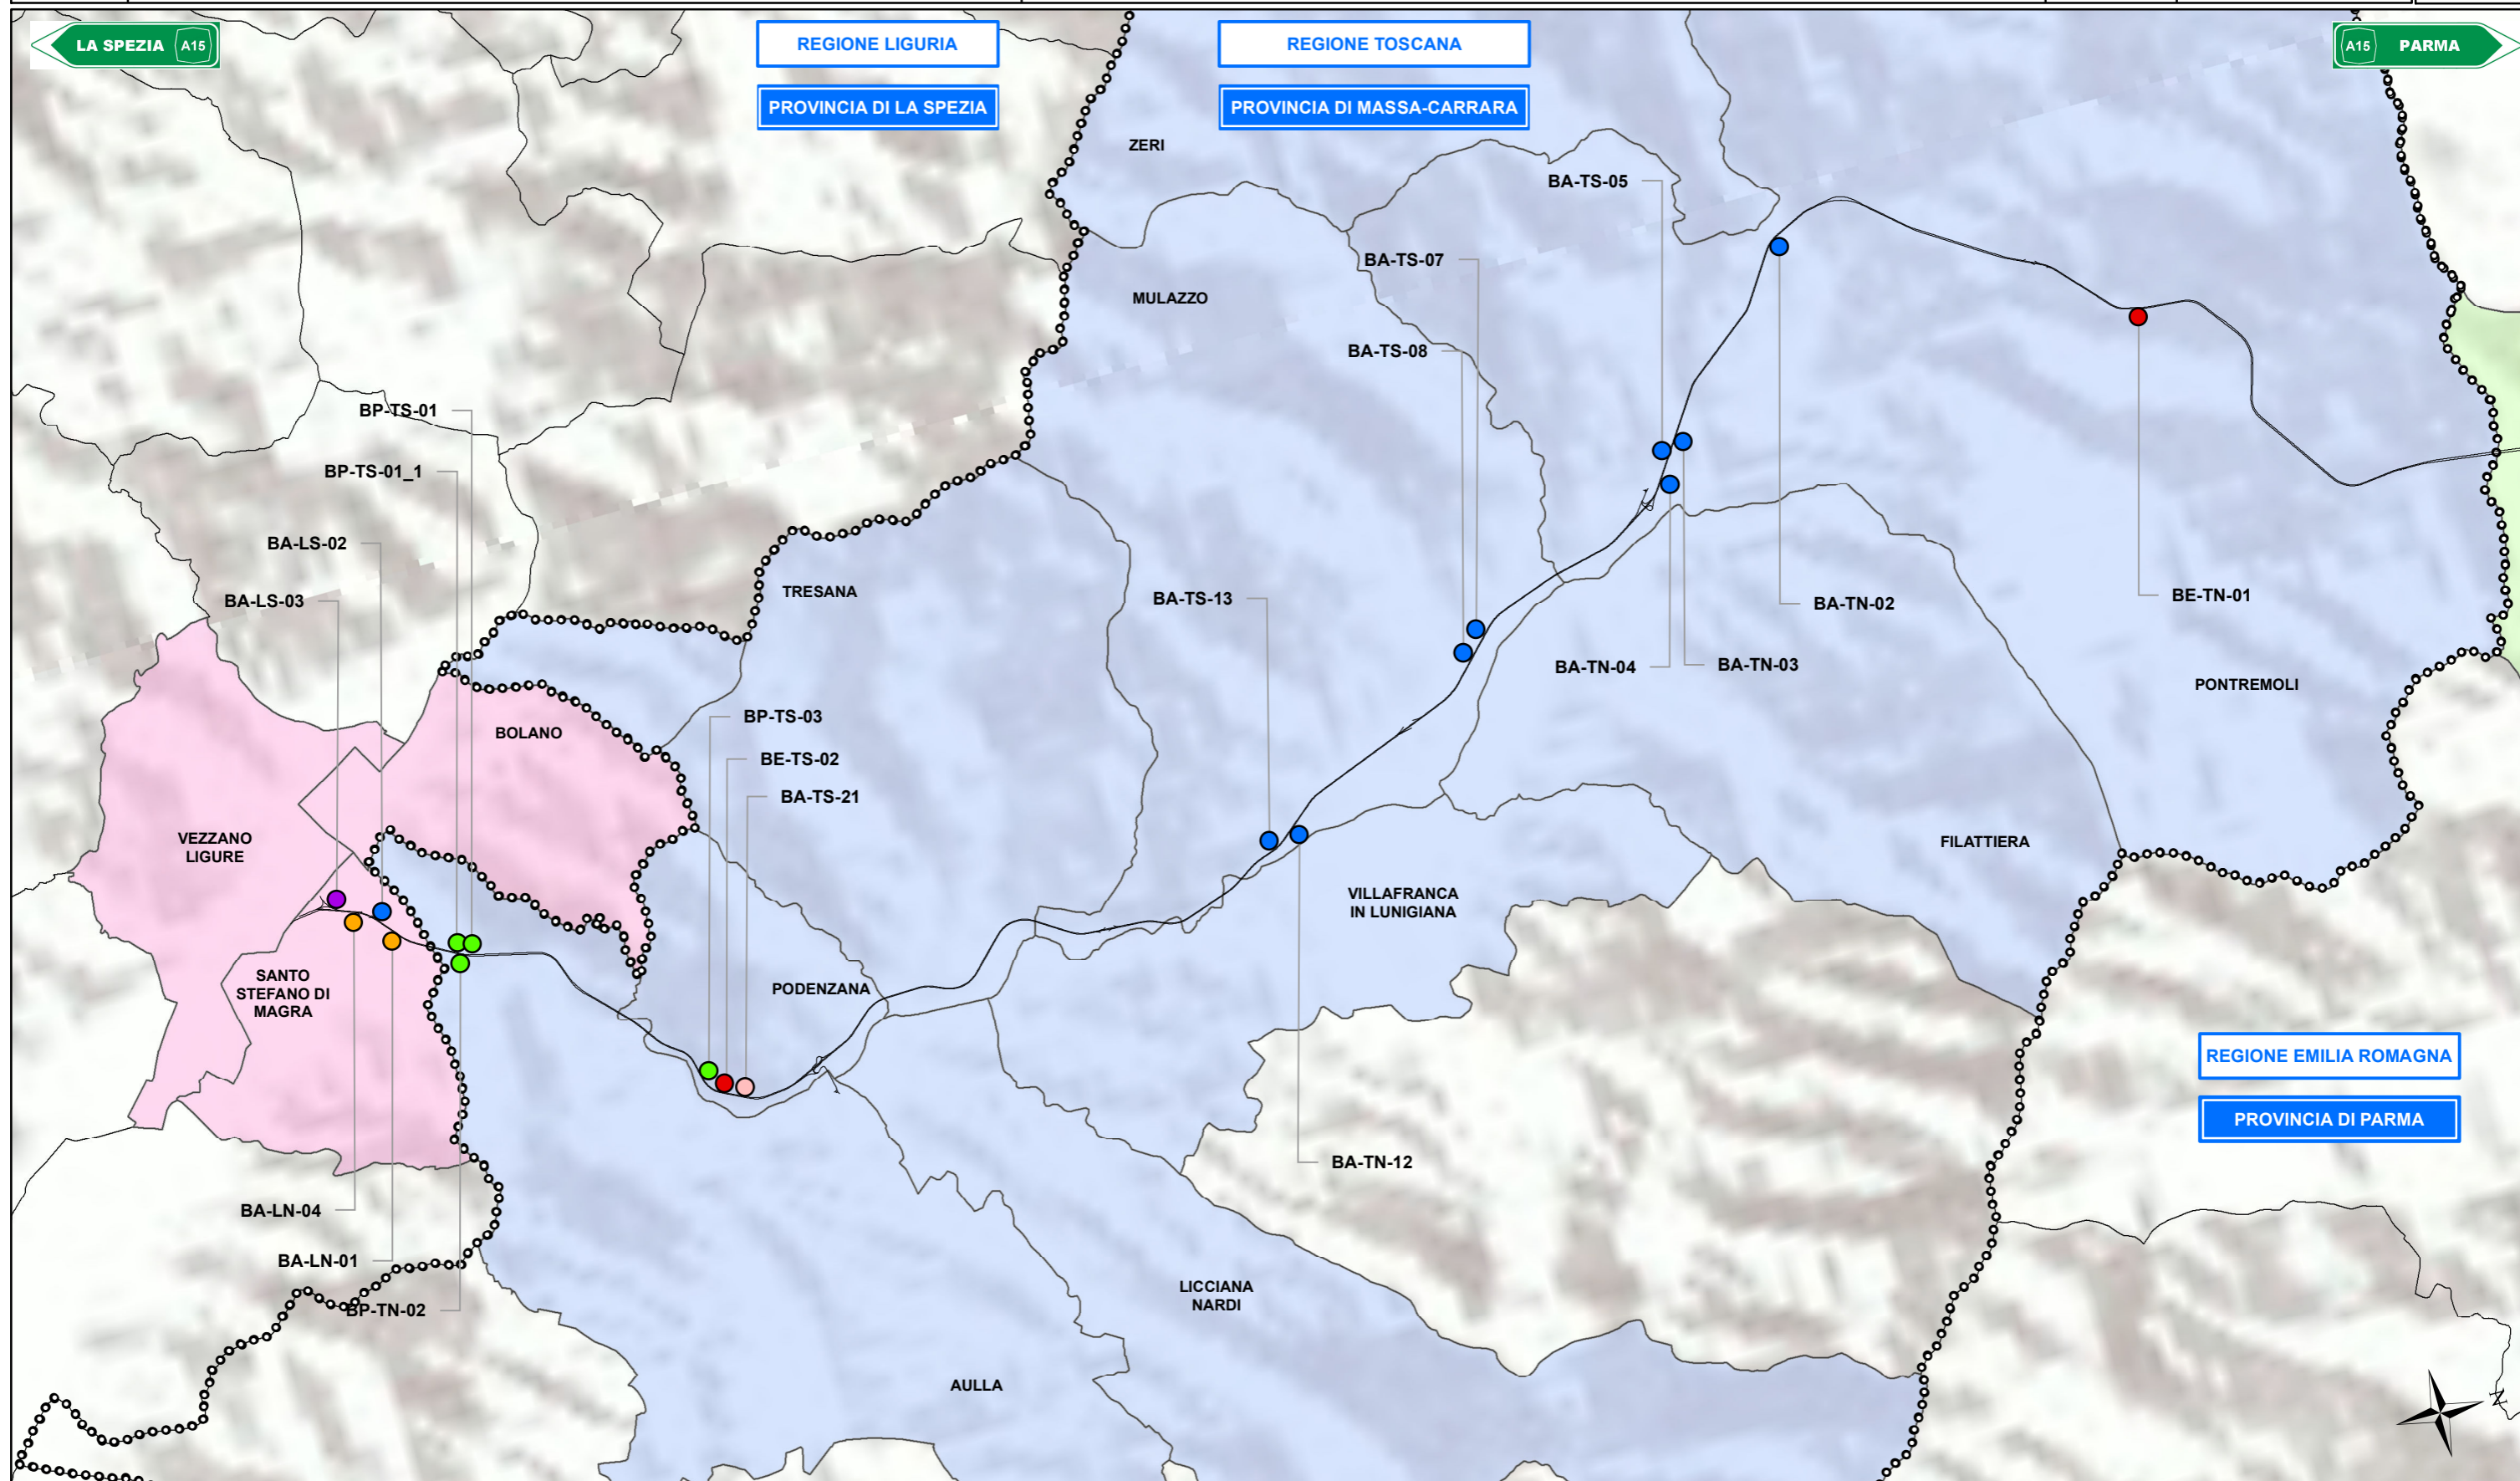 LA SPEZIA A15
REGIONE LIGURIA
REGIONE TOSCANA
A15 PARMA
PROVINCIA DI LA SPEZIA
PROVINCIA DI MASSA-CARRARA
ZERI
BA-TS-05
BA-TS-07
MULAZZO
BA-TS-08
BP-TS-01
BP-TS-01_1
BA-LS-02
BA-LS-03
TRESANA
BA-TS-13
BA-TN-02
BE-TN-01
BA-TN-04
BA-TN-03
PONTREMOLI
BP-TS-03
BOLANO
BE-TS-02
BA-TS-21
VEZZANO
LIGURE
FILATTIERA
VILLAFRANCA
IN LUNIGIANA
SANTO
STEFANO DI
MAGRA
PODENZANA
REGIONE EMILIA ROMAGNA
PROVINCIA DI PARMA
BA-TN-12
BA-LN-04
BA-LN-01
BP-TN-02
LICCIANA
NARDI
AULLA
N